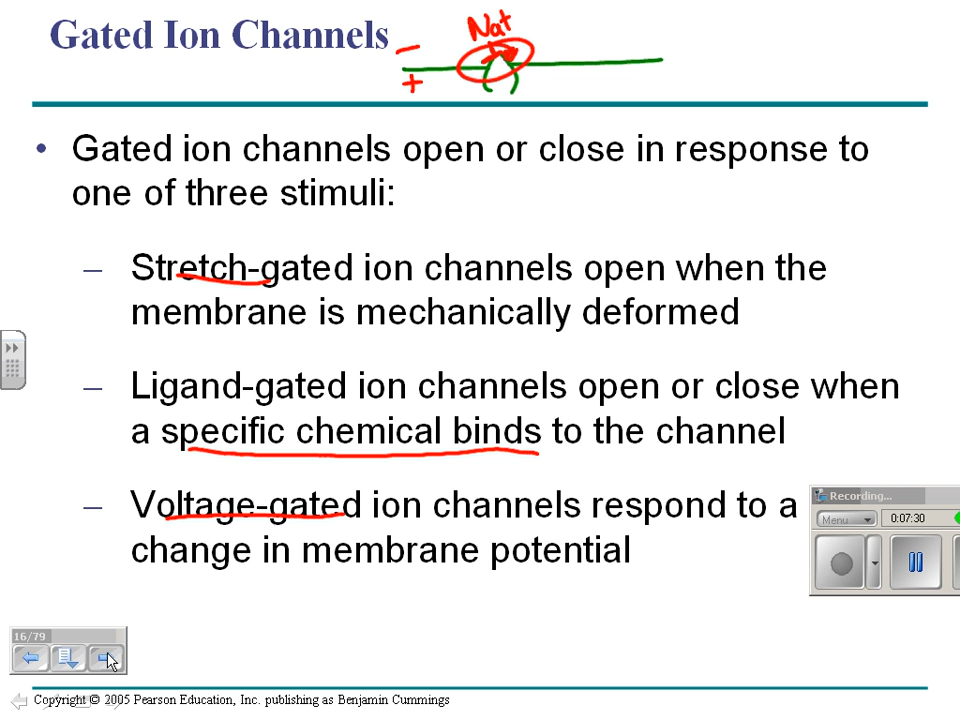 Gated Ion Channels
Na+
−
+
• Gated ion channels open or close in response to
one of three stimuli:
– Stretch-gated ion channels open when the
membrane is mechanically deformed
– Ligand-gated ion channels open or close when
a specific chemical binds to the channel
– Voltage-gated ion channels respond to a
change in membrane potential
Recording...
Menu
0:07:30
16/79
Copyright © 2005 Pearson Education, Inc. publishing as Benjamin Cummings